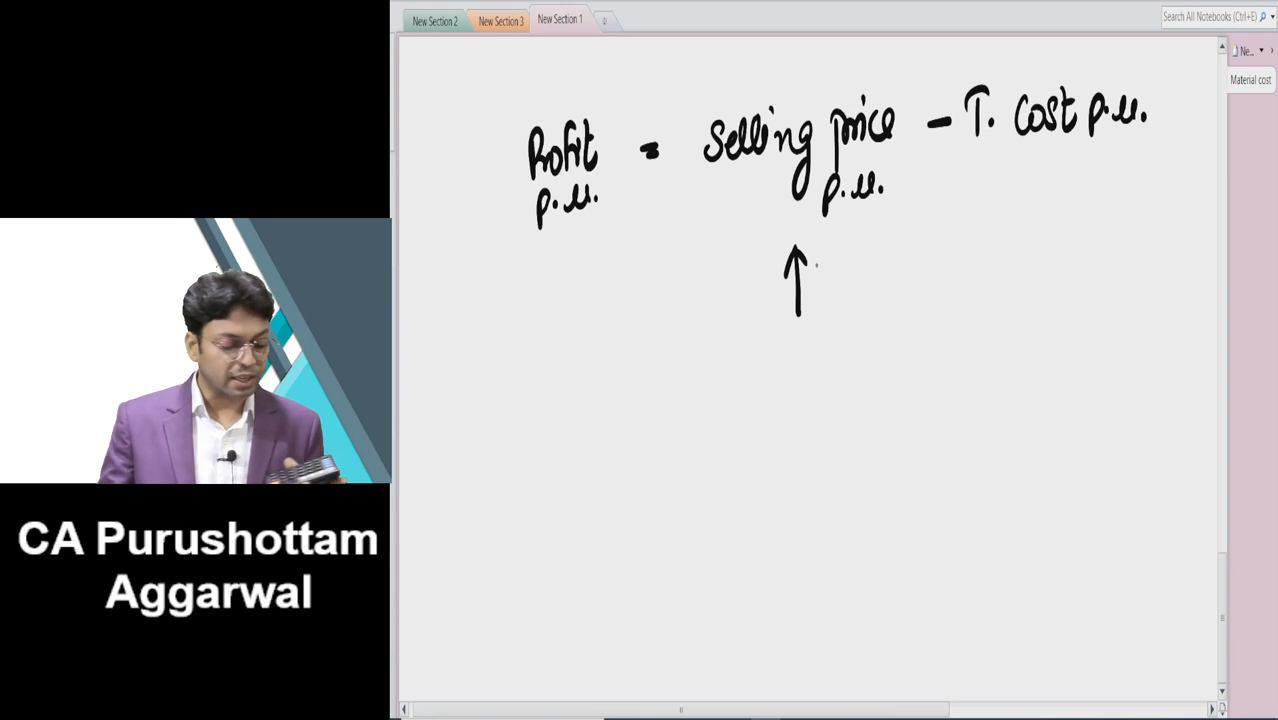 New Section 2
New Section 3
New Section 1
Search All Notebooks (Ctrl+E)
Ne...
Material cost
Profit = Selling price - T. Cost p.u.
p.u. p.u.
↑
CA Purushottam
Aggarwal